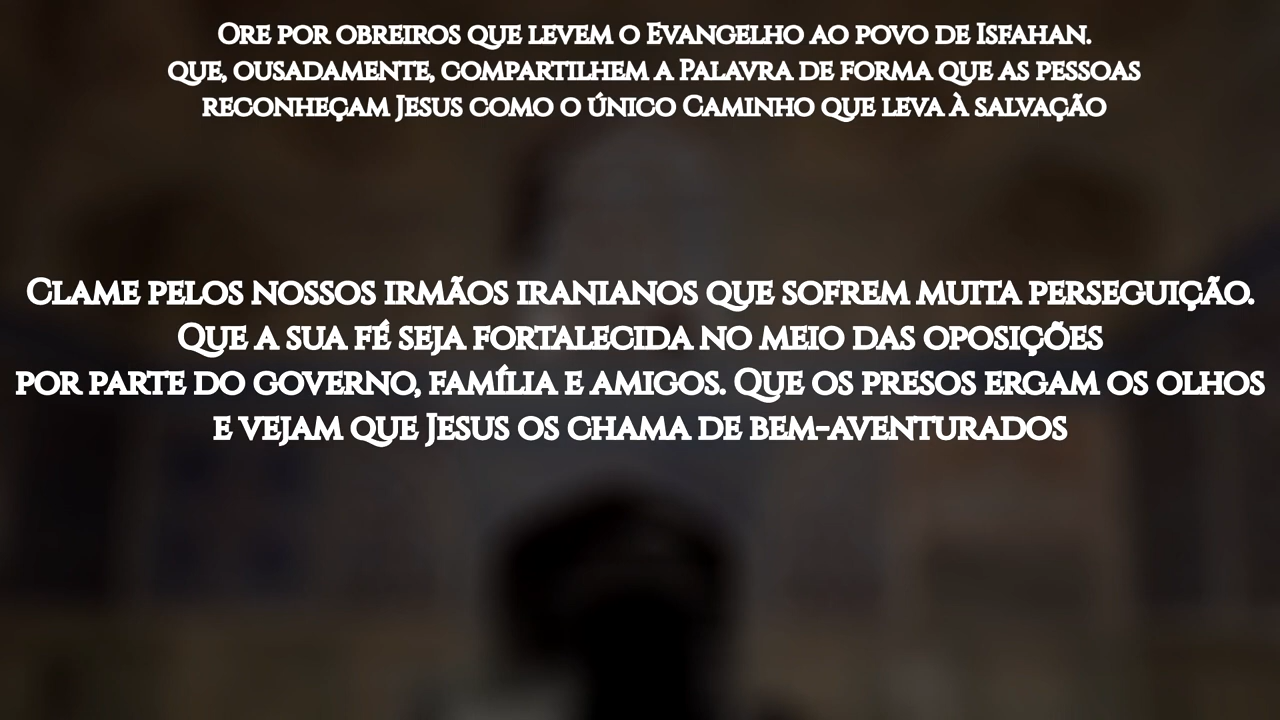 Ore por obreiros que levem o Evangelho ao povo de Isfahan.
que, ousadamente, compartilhem a Palavra de forma que as pessoas
reconheçam Jesus como o único Caminho que leva à salvação
Clame pelos nossos irmãos iranianos que sofrem muita perseguição.
Que a sua fé seja fortalecida no meio das oposições
por parte do governo, família e amigos. Que os presos ergam os olhos
e vejam que Jesus os chama de bem-aventurados